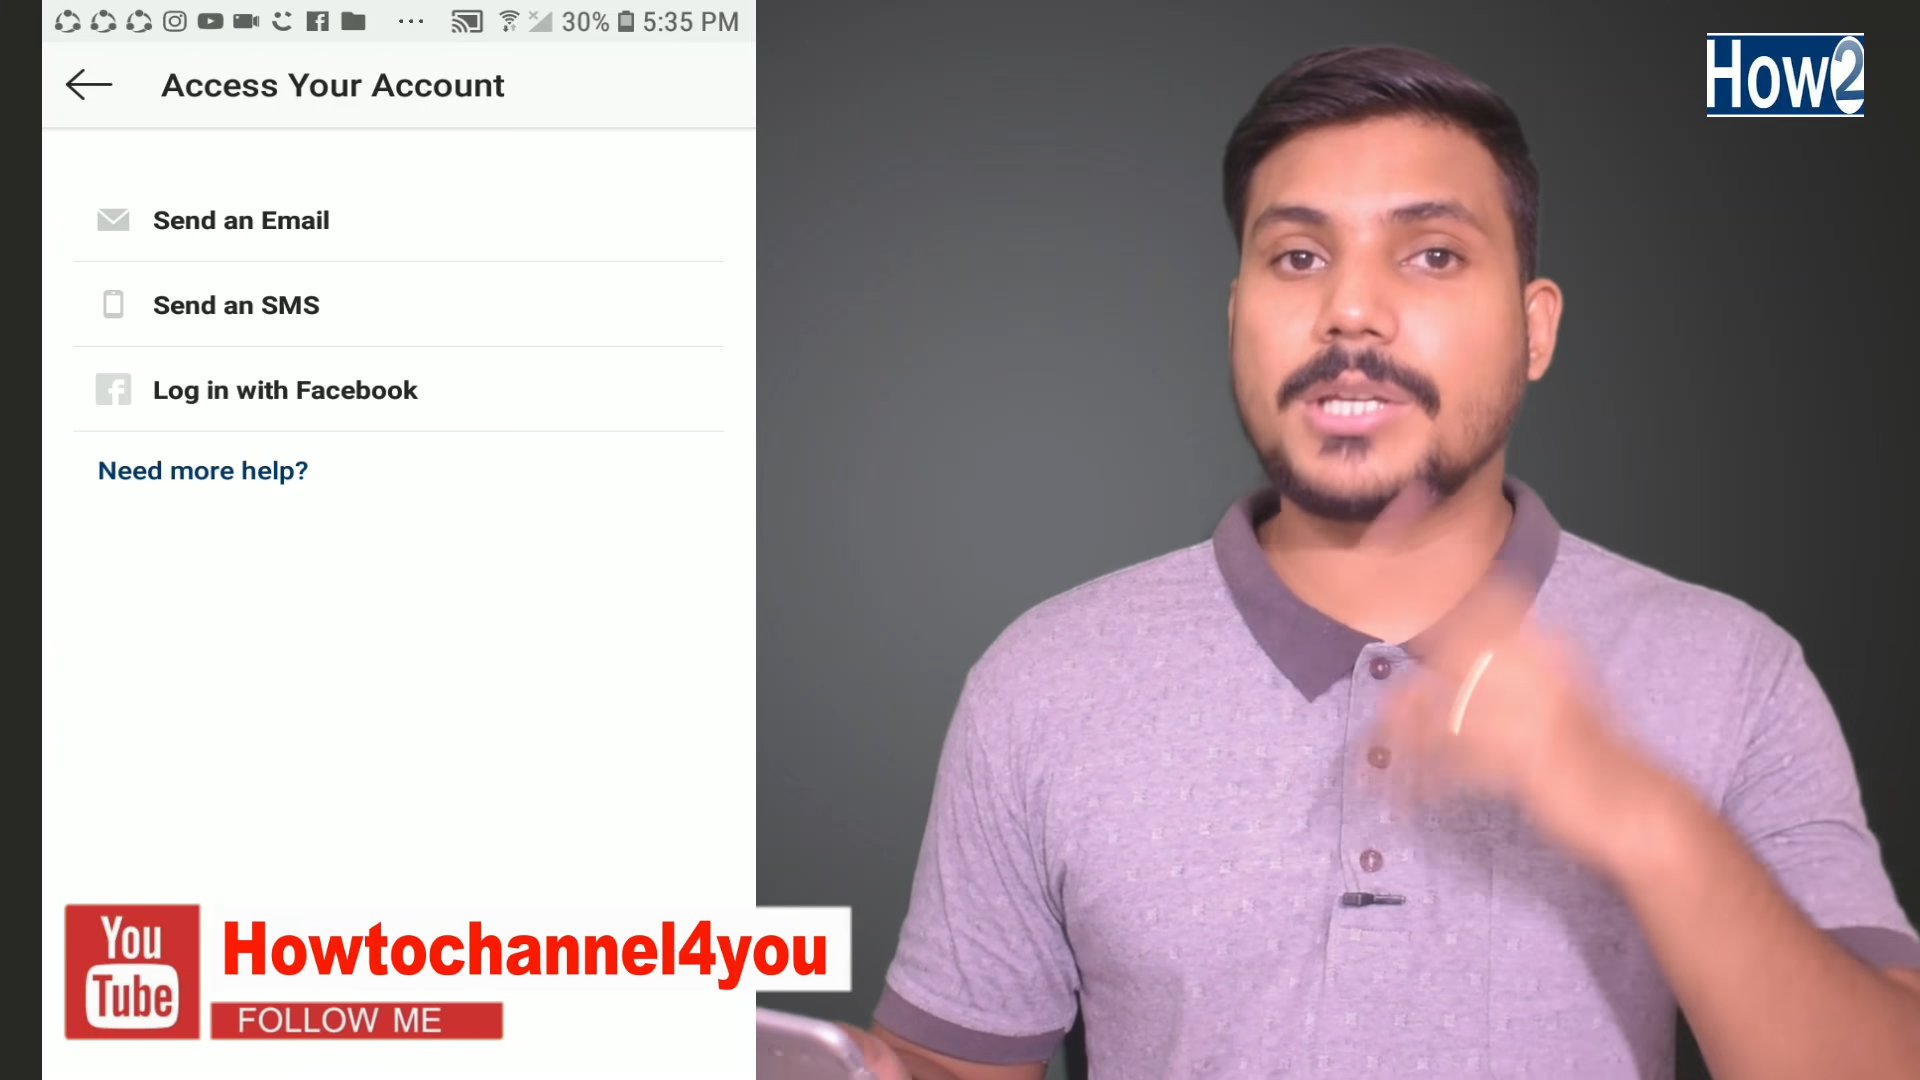 30% 5:35 PM
Access Your Account
How2
Send an Email
Send an SMS
Log in with Facebook
Need more help?
You
Tube
Howtochannel4you
FOLLOW ME